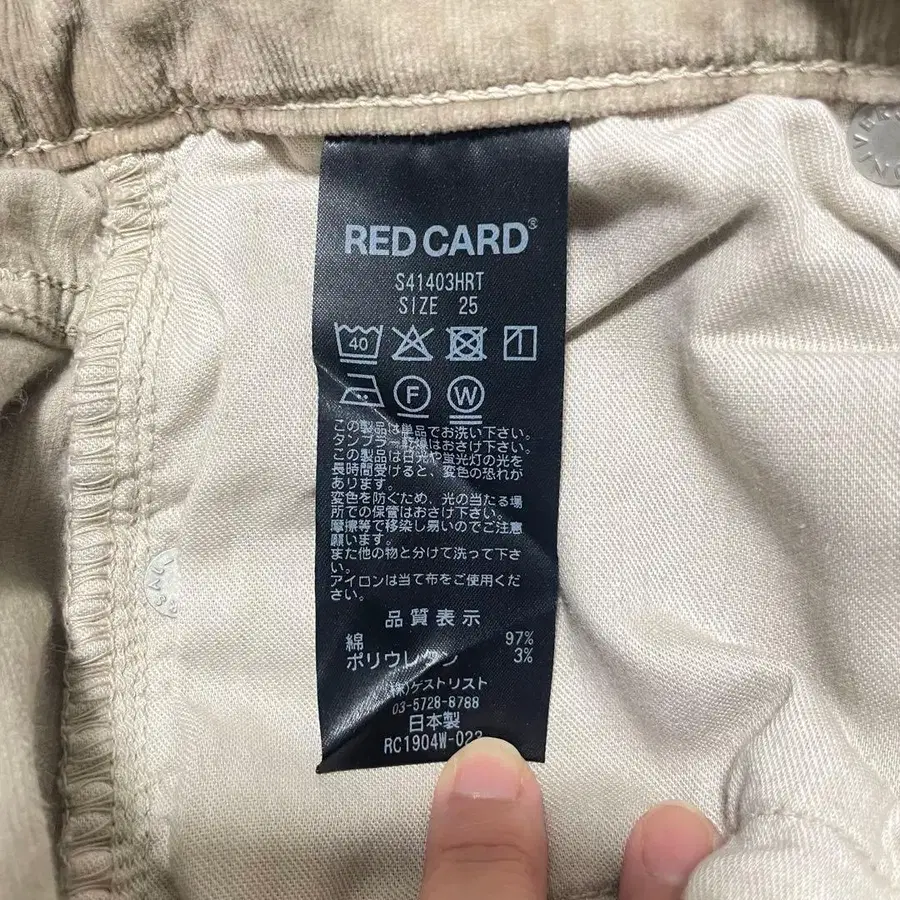 RED CARD®
S41403HRT
SIZE 25
40
F W
この製品は単品でお洗い下さい。
タンブラー乾燥はおさけ下さい。
この製品は日光や蛍光灯の光を
長時間受けると、変色の恐れが
あります。
変色を防ぐため、光の当たる場
所での保管はおさけ下さい。
摩擦等で移染し易いのでご注意
願います。
また他の物と分けて洗って下さ
い。
アイロンは当て布をご使用くだ
さい。
品質表示
綿 97%
ポリウレタン 3%
(株)ゲストリスト
03-5728-8788
日本製
RC1904W-023